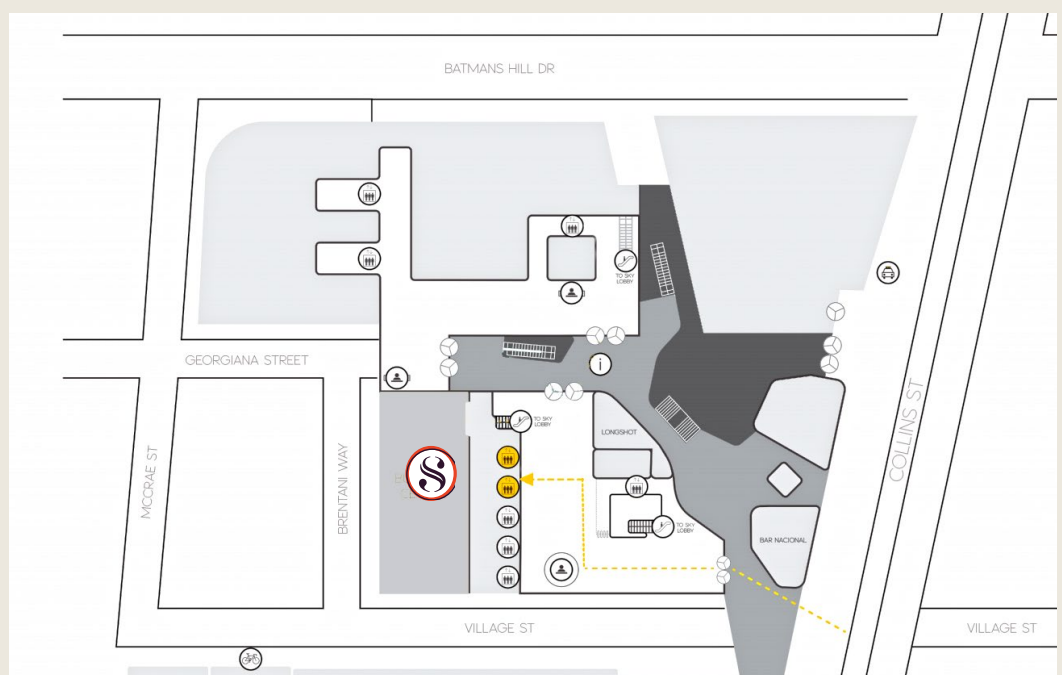 BATMANS HILL DR
TO SKY
LOBBY
i
GEORGIANA STREET
COLLINS ST
TO SKY
LOBBY
LONGSHOT
MCCRAE ST
BRENTANI WAY
S
TO SKY
LOBBY
BAR NACIONAL
VILLAGE ST
VILLAGE ST